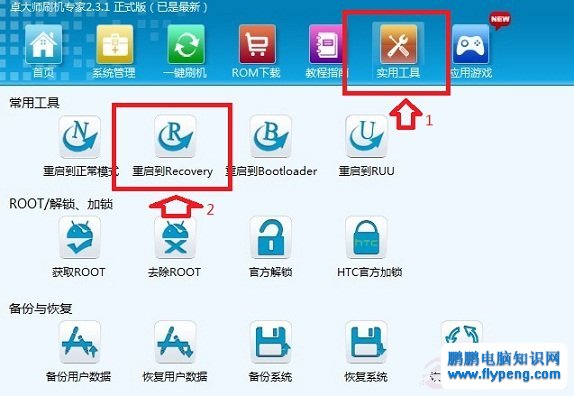 卓大师刷机专家2.3.1 正式版（已是最新）
NEW
首页 系统管理 一键刷机 ROM下载 教程指南 实用工具 应用游戏
1
常用工具
N R B U
重启到正常模式 重启到Recovery 重启到Bootloader 重启到RUU
2
ROOT/解锁、加锁
hTC
获取ROOT 去除ROOT 官方解锁 HTC官方加锁
备份与恢复
备份用户数据 恢复用户数据 备份系统 恢复系统
鹏鹏电脑知识网
www.flypeng.com